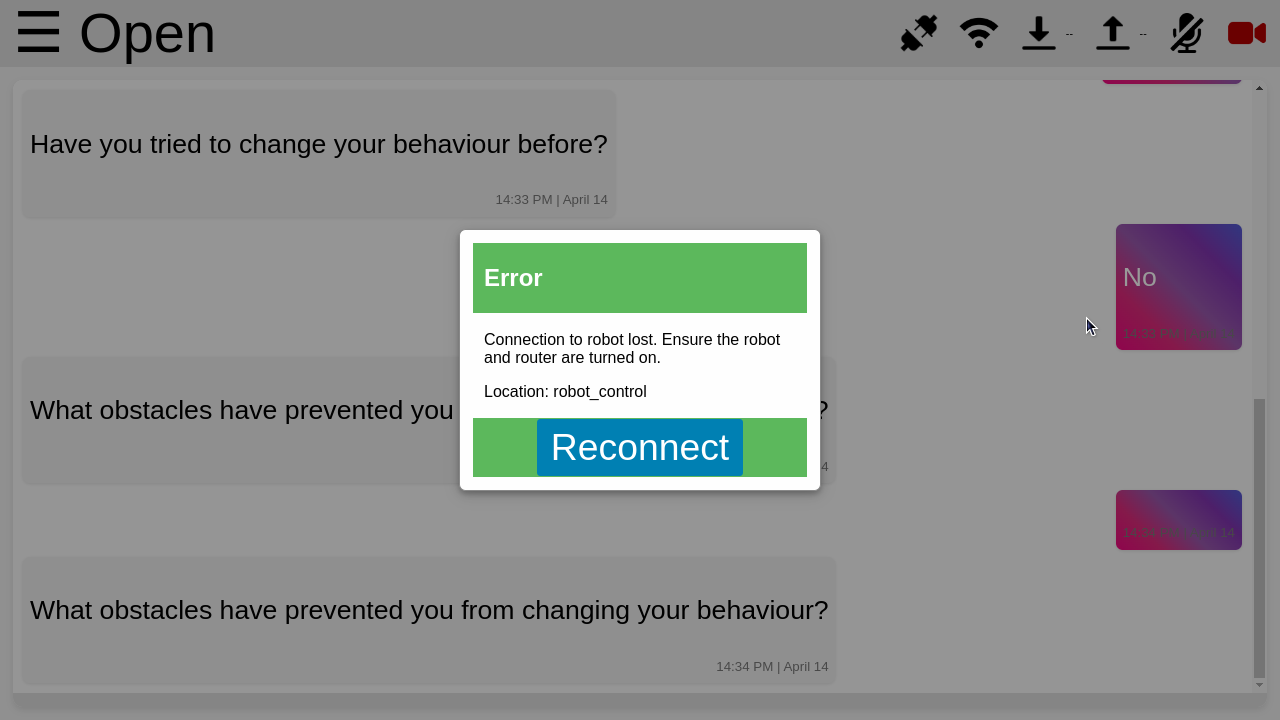 Open
--
--
Have you tried to change your behaviour before?
14:33 PM | April 14
No
14:33 PM | April 14
Error
Connection to robot lost. Ensure the robot
and router are turned on.
Location: robot_control
Reconnect
What obstacles have prevented you
?
4
14:34 PM | April 14
What obstacles have prevented you from changing your behaviour?
14:34 PM | April 14